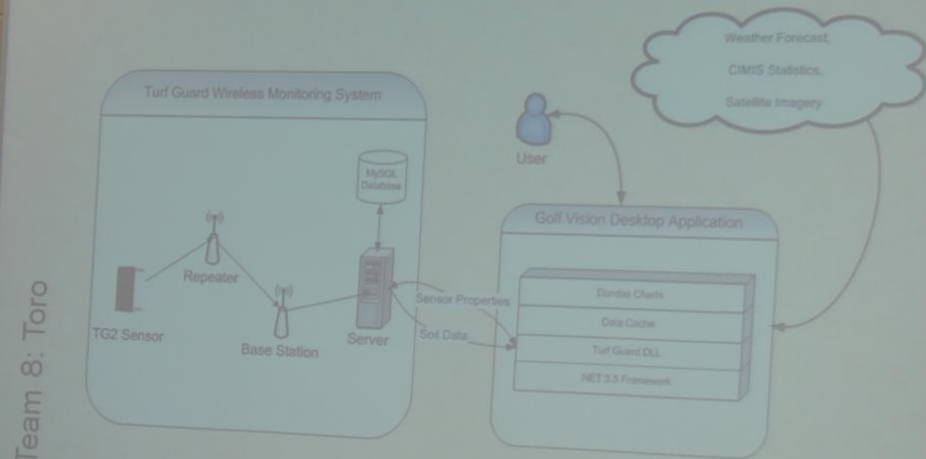 Team 8: Toro
Turf Guard Wireless Monitoring System
MySQL
Database
Repeater
TG2 Sensor
Base Station
Server
Sensor Properties
Soil Data
User
Weather Forecast,
CIMIS Statistics,
Satellite Imagery
Golf Vision Desktop Application
Dundas Charts
Data Cache
Turf Guard DLL
.NET 3.5 Framework